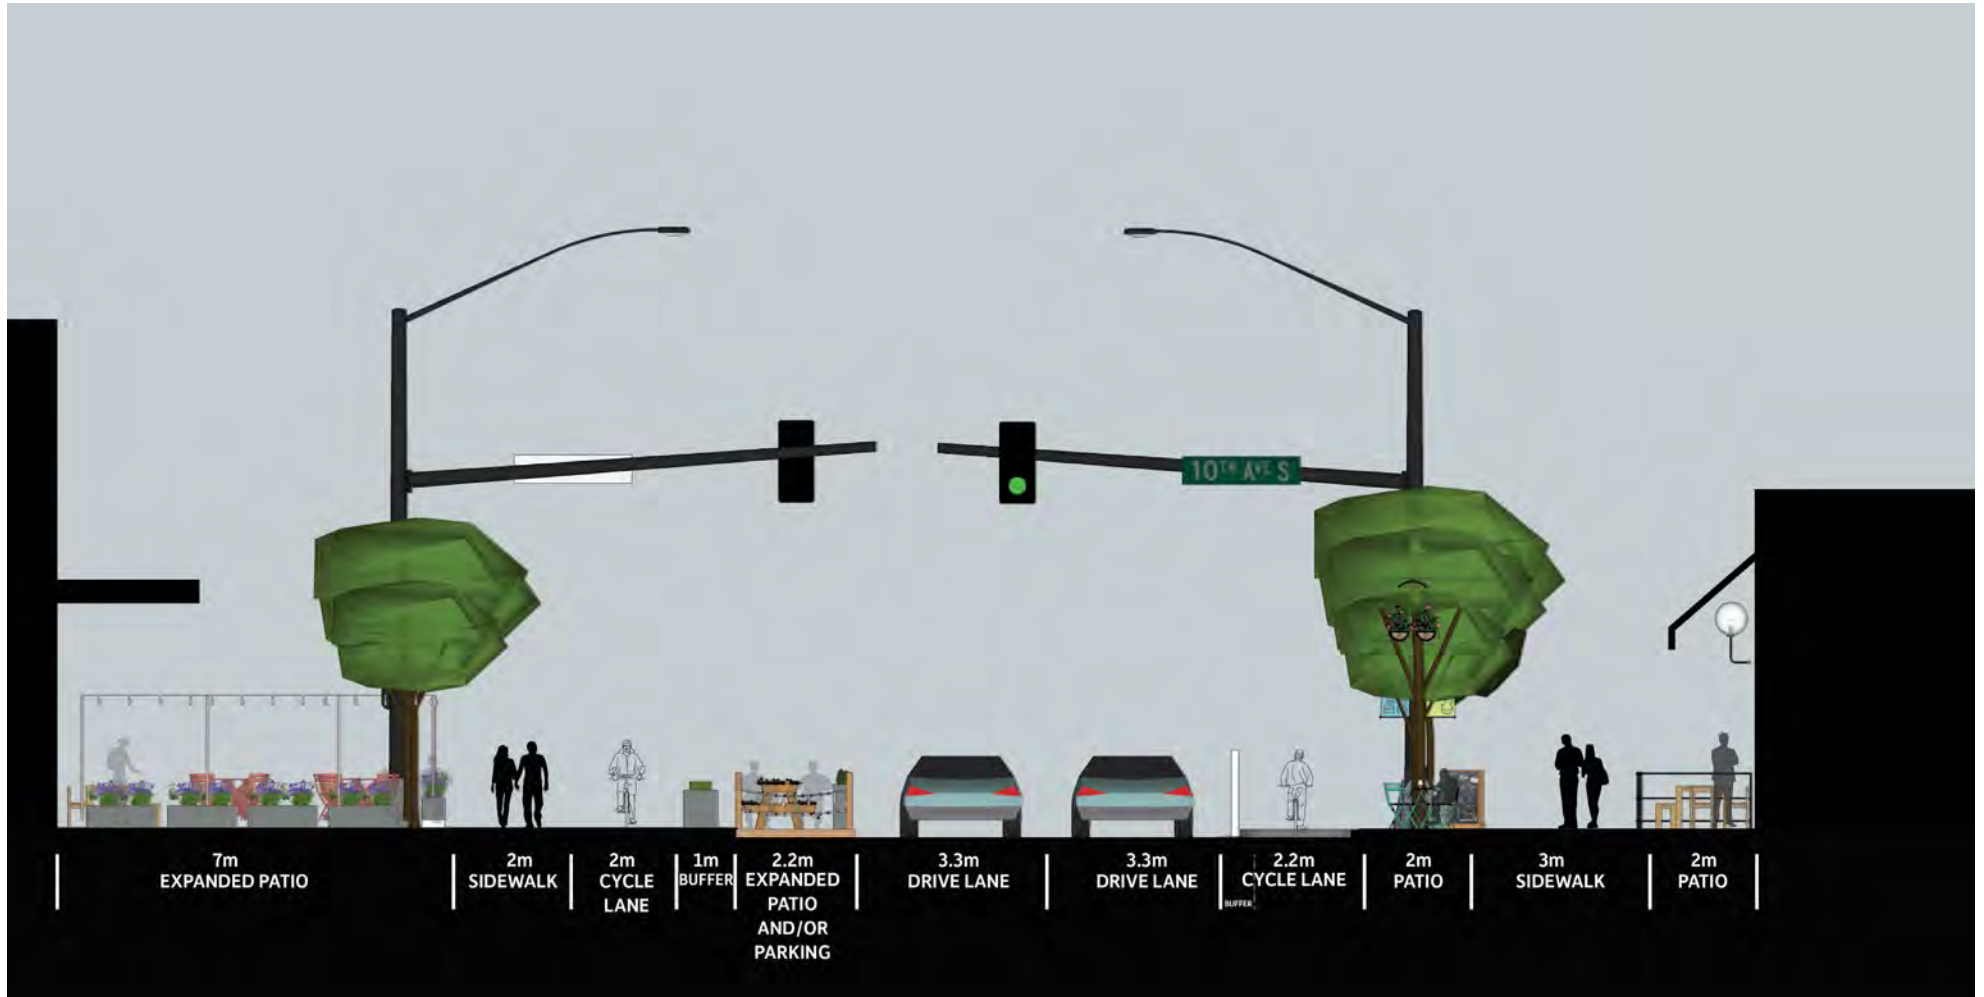 10TH AVE S
7m
EXPANDED PATIO
2m
SIDEWALK
2m
CYCLE
LANE
1m
BUFFER
2.2m
EXPANDED
PATIO
AND/OR
PARKING
3.3m
DRIVE LANE
3.3m
DRIVE LANE
BUFFER
2.2m
CYCLE LANE
2m
PATIO
3m
SIDEWALK
2m
PATIO